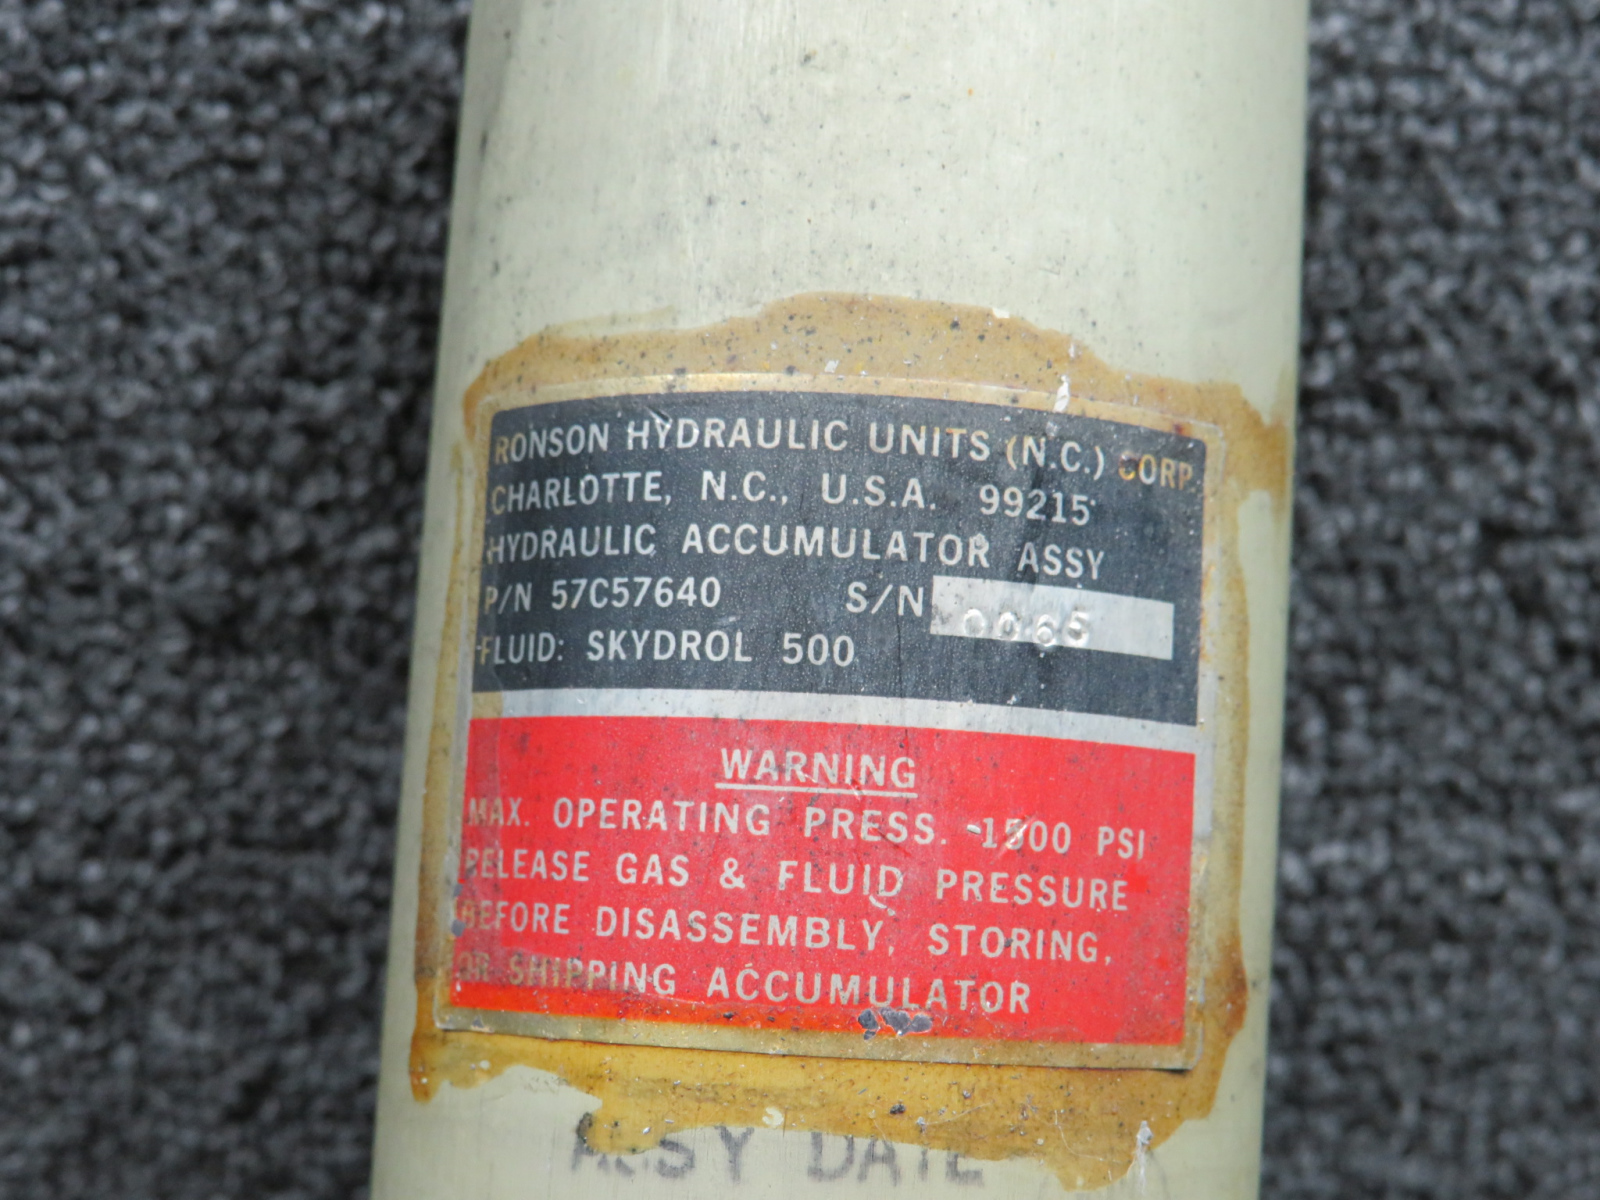 RONSON HYDRAULIC UNITS (N.C.) CORP.
CHARLOTTE, N.C., U.S.A. 99215
HYDRAULIC ACCUMULATOR ASSY
P/N 57C57640 S/N 0065
FLUID: SKYDROL 500
WARNING
MAX. OPERATING PRESS. -1500 PSI
RELEASE GAS & FLUID PRESSURE
BEFORE DISASSEMBLY, STORING,
OR SHIPPING ACCUMULATOR
ASSY DATE